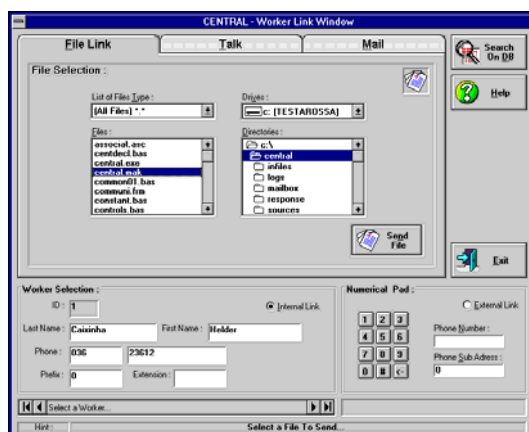 CENTRAL - Worker Link Window
File Link
Talk
Mail
Search On DB
File Selection :
List of Files Type :
Drives :
(All Files) *.*
c: [TESTAROSSA]
Help
Files :
Directories :
associal.asc
centdecl.bas
central.exe
central.mak
common01.bas
communi.frm
constant.bas
controls.bas
c:\
central
infiles
logs
mailbox
response
sources
Send File
Exit
Worker Selection :
Numerical Pad :
ID : 1
Internal Link
External Link
Last Name : Caixinha
First Name : Helder
Phone : 036 23612
Prefix : 0
Extension :
1 2 3
4 5 6
7 8 9
0 # <-
Phone Number :
Phone Sub Adress :
0
Select a Worker...
Hint :
Select a File To Send...